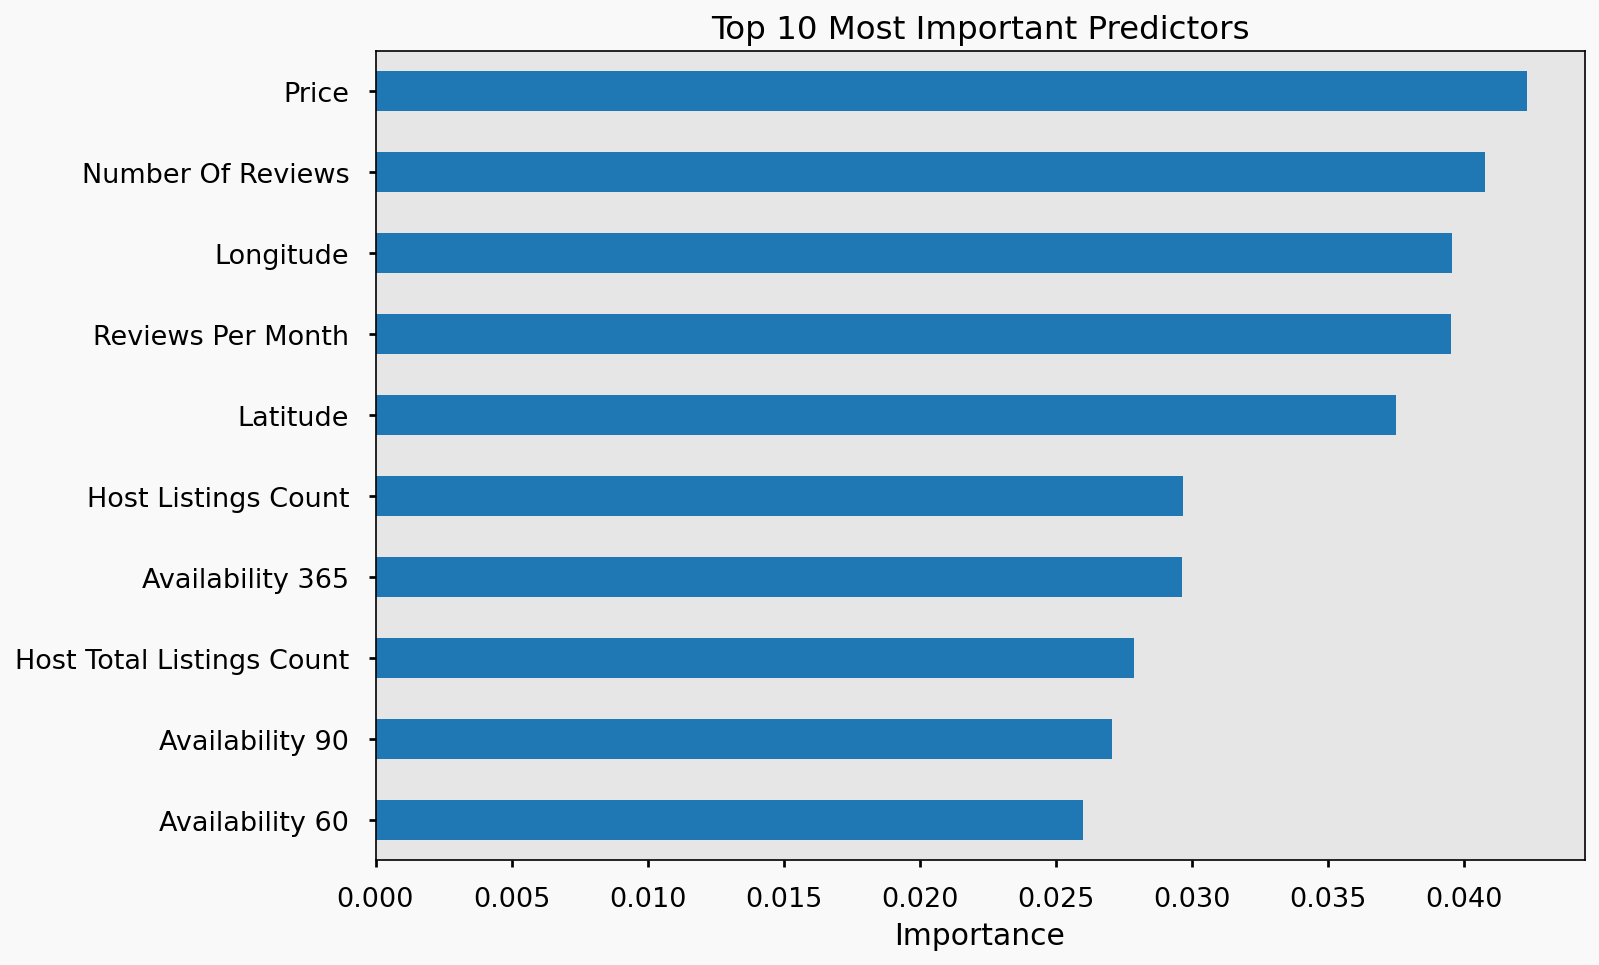 Top 10 Most Important Predictors
Price
Number Of Reviews
Longitude
Reviews Per Month
Latitude
Host Listings Count
Availability 365
Host Total Listings Count
Availability 90
Availability 60
0.000 0.005 0.010 0.015 0.020 0.025 0.030 0.035 0.040
Importance